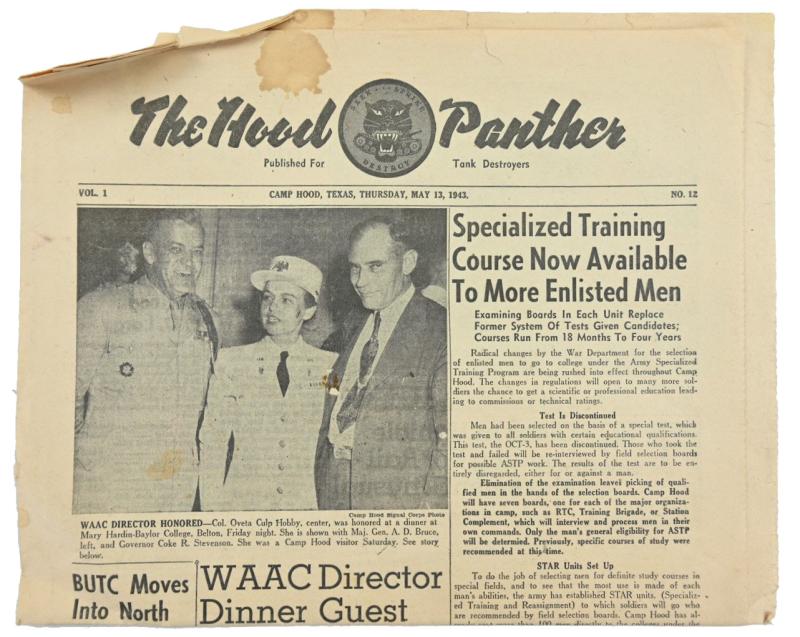 The Hood Panther
SEEK STRIKE
DESTROY
Published For Tank Destroyers
VOL. 1 CAMP HOOD, TEXAS, THURSDAY, MAY 13, 1943. NO. 12
Camp Hood Signal Corps Photo
WAAC DIRECTOR HONORED—Col. Oveta Culp Hobby, center, was honored at a dinner at
Mary Hardin-Baylor College, Belton, Friday night. She is shown with Maj. Gen. A. D. Bruce,
left, and Governor Coke R. Stevenson. She was a Camp Hood visitor Saturday. See story
below.
BUTC Moves
Into North
WAAC Director
Dinner Guest
Specialized Training
Course Now Available
To More Enlisted Men
Examining Boards In Each Unit Replace
Former System Of Tests Given Candidates;
Courses Run From 18 Months To Four Years
Radical changes by the War Department for the selection
of enlisted men to go to college under the Army Specialized
Training Program are being rushed into effect throughout Camp
Hood. The changes in regulations will open to many more sol-
diers the chance to get a scientific or professional education lead-
ing to commissions or technical ratings.
Test Is Discontinued
Men had been selected on the basis of a special test, which
was given to all soldiers with certain educational qualifications.
This test, the OCT-3, has been discontinued. Those who took the
test and failed will be re-interviewed by field selection boards
for possible ASTP work. The results of the test are to be en-
tirely disregarded, either for or against a man.
Elimination of the examination leaves picking of quali-
fied men in the hands of the selection boards. Camp Hood
will have seven boards, one for each of the major organiza-
tions in camp, such as RTC, Training Brigade, or Station
Complement, which will interview and process men in their
own commands. Only the man's general eligibility for ASTP
will be determined. Previously, specific courses of study were
recommended at this time.
STAR Units Set Up
To do the job of selecting men for definite study courses in
special fields, and to see that the most use is made of each
man's abilities, the army has established STAR units. (Specializ-
ed Training and Reassignment) to which soldiers will go who
are recommended by field selection boards. Camp Hood has al-